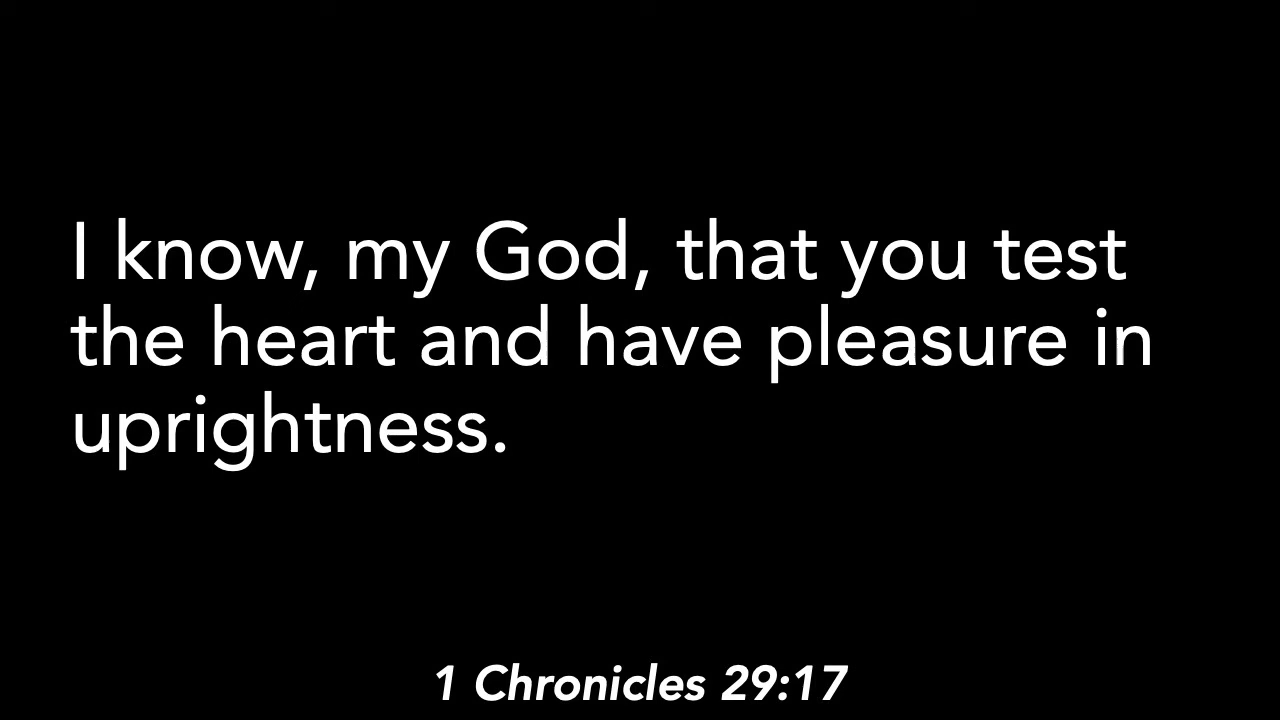 I know, my God, that you test
the heart and have pleasure in
uprightness.
1 Chronicles 29:17